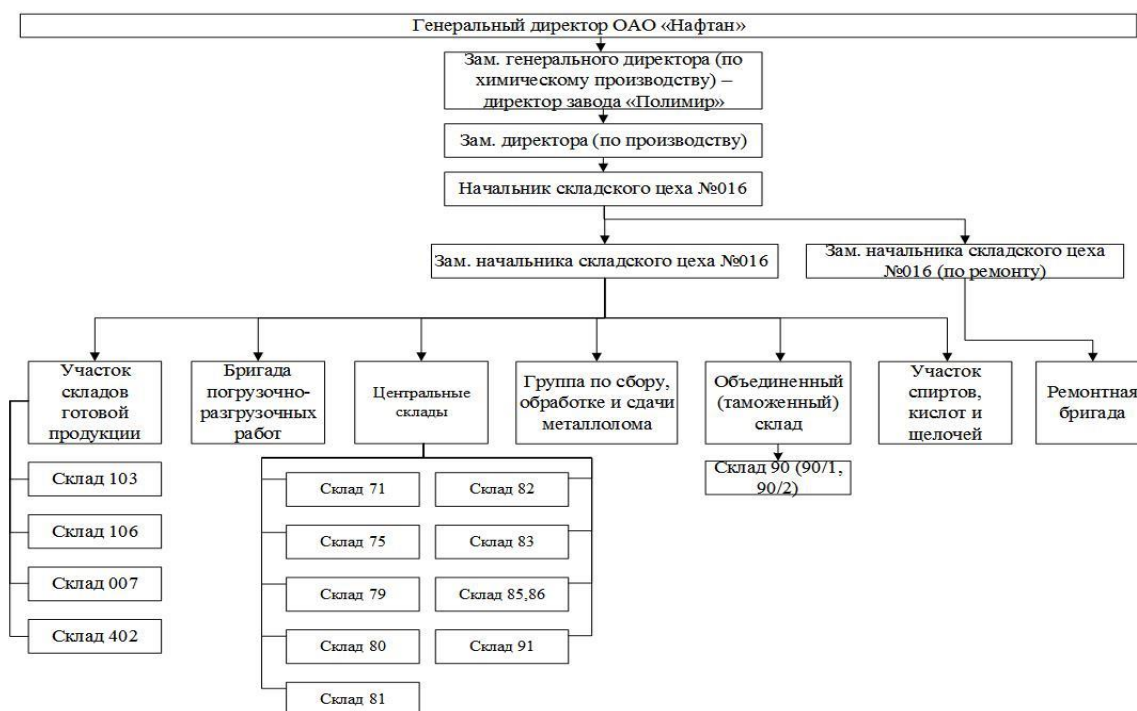 Генеральный директор ОАО «Нафтан»
Зам. генерального директора (по
химическому производству) –
директор завода «Полимир»
Зам. директора (по производству)
Начальник складского цеха №016
Зам. начальника складского цеха №016
Зам. начальника складского цеха
№016 (по ремонту)
Участок
складов
готовой
продукции
Бригада
погрузочно-
разгрузочных
работ
Центральные
склады
Группа по сбору,
обработке и сдачи
металлолома
Объединенный
(таможенный)
склад
Участок
спиртов,
кислот и
щелочей
Ремонтная
бригада
Склад 103
Склад 106
Склад 007
Склад 402
Склад 71
Склад 75
Склад 79
Склад 80
Склад 81
Склад 82
Склад 83
Склад 85,86
Склад 91
Склад 90 (90/1,
90/2)